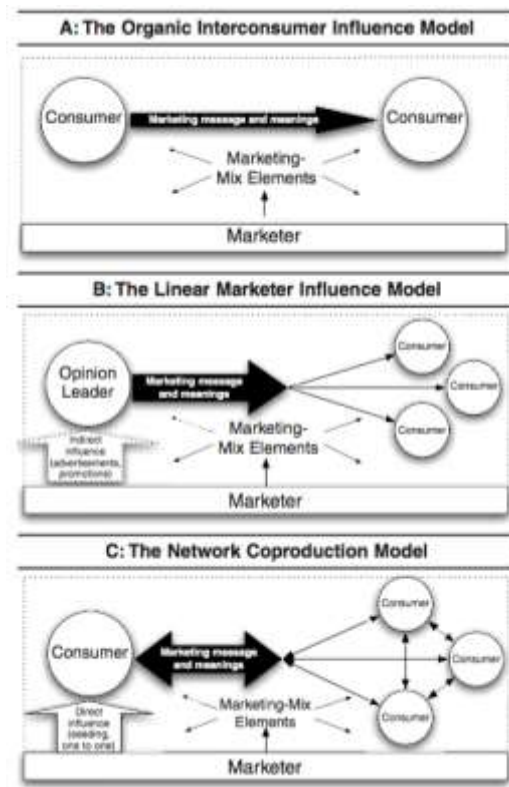 A: The Organic Interconsumer Influence Model
Consumer
Marketing message and meanings
Consumer
Marketing-
Mix Elements
Marketer
B: The Linear Marketer Influence Model
Opinion
Leader
Marketing message
and meanings
Consumer
Consumer
Consumer
Marketing-
Mix Elements
Indirect
influence
(advertisements,
promotions)
Marketer
C: The Network Coproduction Model
Consumer
Marketing message
and meanings
Consumer
Consumer
Consumer
Marketing-Mix
Elements
Direct
influence
(seeding,
one to one)
Marketer